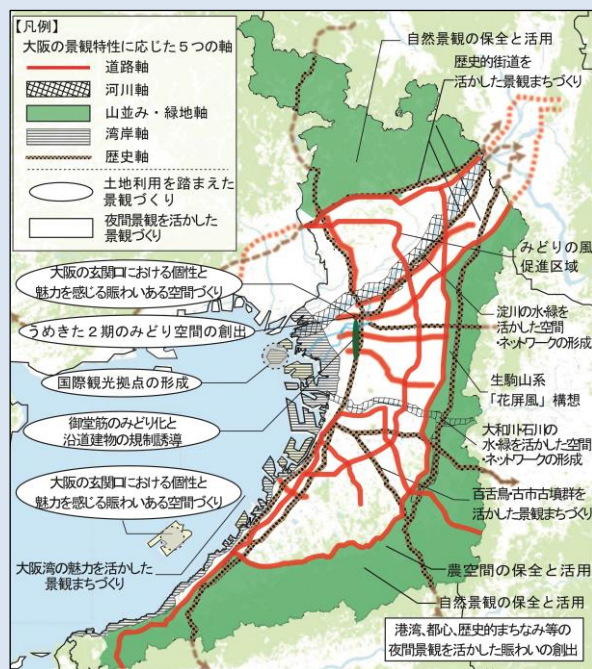 【凡例】
大阪の景観特性に応じた5つの軸
道路軸
河川軸
山並み・緑地軸
湾岸軸
歴史軸
土地利用を踏まえた
景観づくり
夜間景観を活かした
景観づくり
自然景観の保全と活用
歴史的街道を
活かした景観まちづくり
みどりの風
促進区域
大阪の玄関口における個性と
魅力を感じる賑わいある空間づくり
うめきた2期のみどり空間の創出
淀川の水・緑を
活かした空間
・ネットワークの形成
国際観光拠点の形成
生駒山系
「花屏風」構想
御堂筋のみどり化と
沿道建物の規制誘導
大和川・石川の
水・緑を活かした空間
・ネットワークの形成
大阪の玄関口における個性と
魅力を感じる賑わいある空間づくり
百舌鳥・古市古墳群を
活かした景観まちづくり
大阪湾の魅力を活かした
景観まちづくり
農空間の保全と活用
自然景観の保全と活用
港湾、都心、歴史的まちなみ等の
夜間景観を活かした賑わいの創出